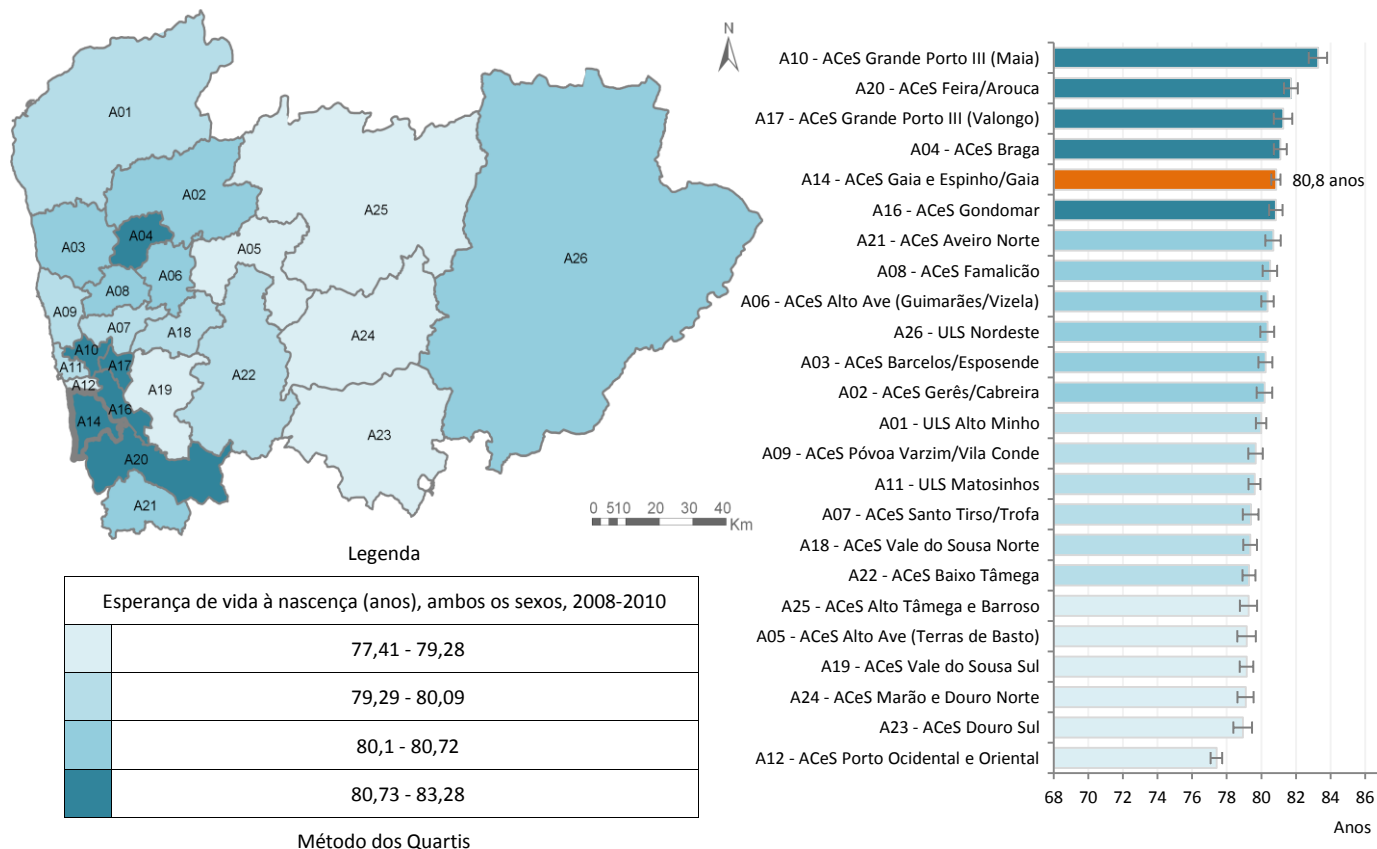 N
A01
A02
A25
A03
A04
A05
A26
A06
A08
A09
A07
A18
A24
A10
A17
A11
A22
A12
A19
A16
A14
A23
A20
A21
0 510 20 30 40
Km
Legenda
Esperança de vida à nascença (anos), ambos os sexos, 2008-2010
77,41 - 79,28
79,29 - 80,09
80,1 - 80,72
80,73 - 83,28
Método dos Quartis
A10 - ACeS Grande Porto III (Maia)
A20 - ACeS Feira/Arouca
A17 - ACeS Grande Porto III (Valongo)
A04 - ACeS Braga
A14 - ACeS Gaia e Espinho/Gaia
80,8 anos
A16 - ACeS Gondomar
A21 - ACeS Aveiro Norte
A08 - ACeS Famalicão
A06 - ACeS Alto Ave (Guimarães/Vizela)
A26 - ULS Nordeste
A03 - ACeS Barcelos/Esposende
A02 - ACeS Gerês/Cabreira
A01 - ULS Alto Minho
A09 - ACeS Póvoa Varzim/Vila Conde
A11 - ULS Matosinhos
A07 - ACeS Santo Tirso/Trofa
A18 - ACeS Vale do Sousa Norte
A22 - ACeS Baixo Tâmega
A25 - ACeS Alto Tâmega e Barroso
A05 - ACeS Alto Ave (Terras de Basto)
A19 - ACeS Vale do Sousa Sul
A24 - ACeS Marão e Douro Norte
A23 - ACeS Douro Sul
A12 - ACeS Porto Ocidental e Oriental
68 70 72 74 76 78 80 82 84 86
Anos